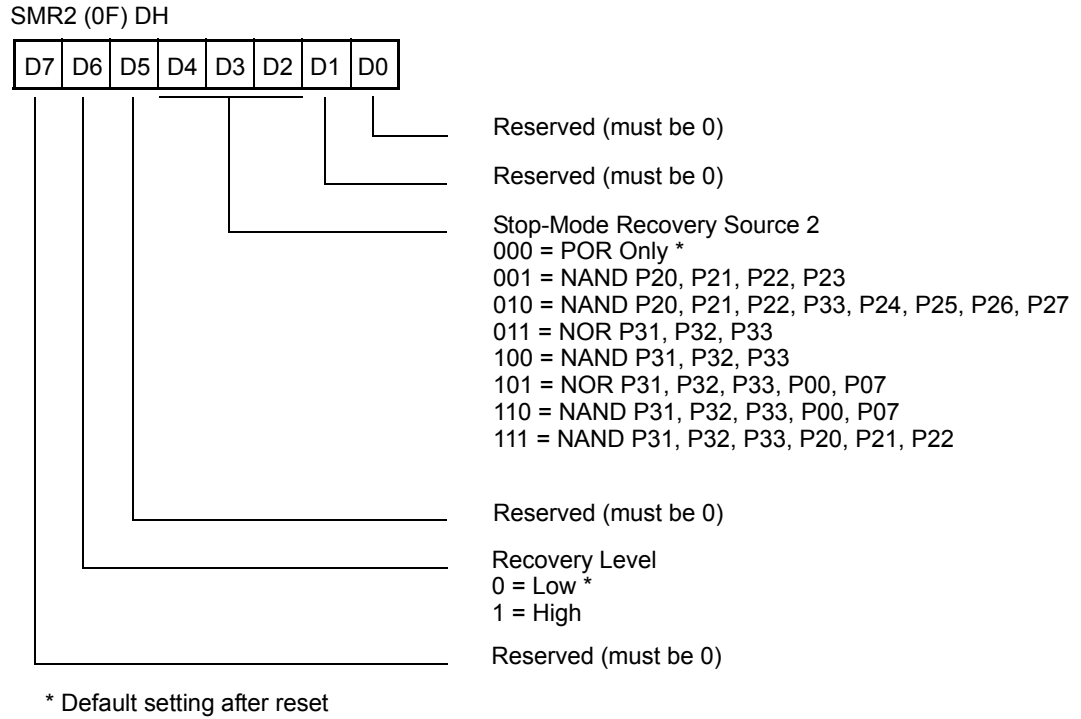 SMR2 (0F) DH
D7 D6 D5 D4 D3 D2 D1 D0
Reserved (must be 0)
Reserved (must be 0)
Stop-Mode Recovery Source 2
000 = POR Only *
001 = NAND P20, P21, P22, P23
010 = NAND P20, P21, P22, P33, P24, P25, P26, P27
011 = NOR P31, P32, P33
100 = NAND P31, P32, P33
101 = NOR P31, P32, P33, P00, P07
110 = NAND P31, P32, P33, P00, P07
111 = NAND P31, P32, P33, P20, P21, P22
Reserved (must be 0)
Recovery Level
0 = Low *
1 = High
Reserved (must be 0)
* Default setting after reset